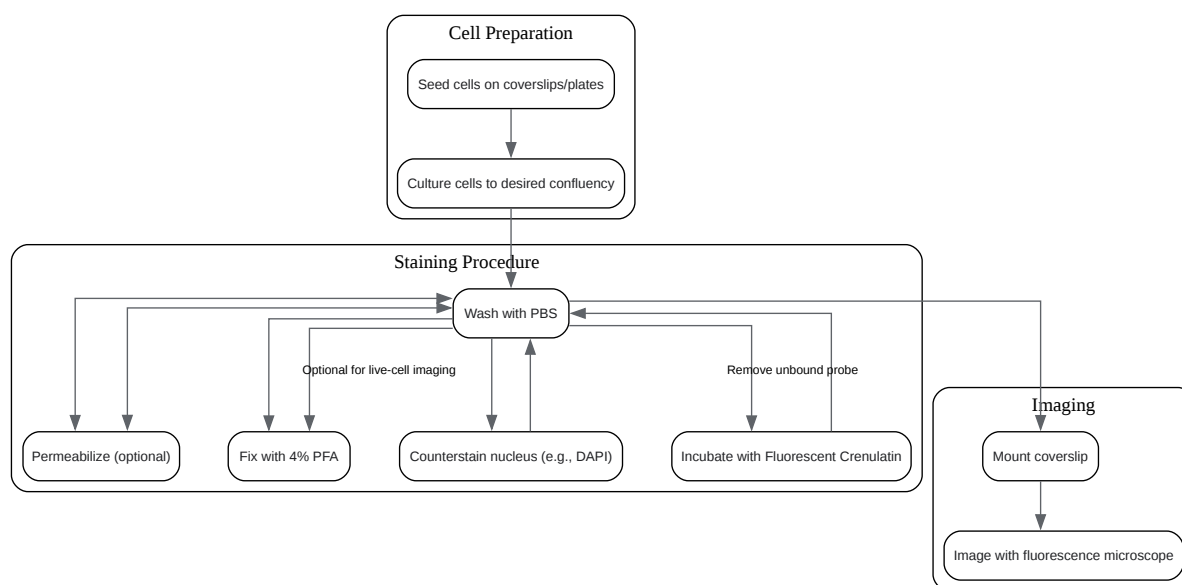 Cell Preparation
Seed cells on coverslips/plates
Culture cells to desired confluency
Staining Procedure
Wash with PBS
Optional for live-cell imaging
Remove unbound probe
Permeabilize (optional)
Fix with 4% PFA
Counterstain nucleus (e.g., DAPI)
Incubate with Fluorescent Crenulatin
Imaging
Mount coverslip
Image with fluorescence microscope